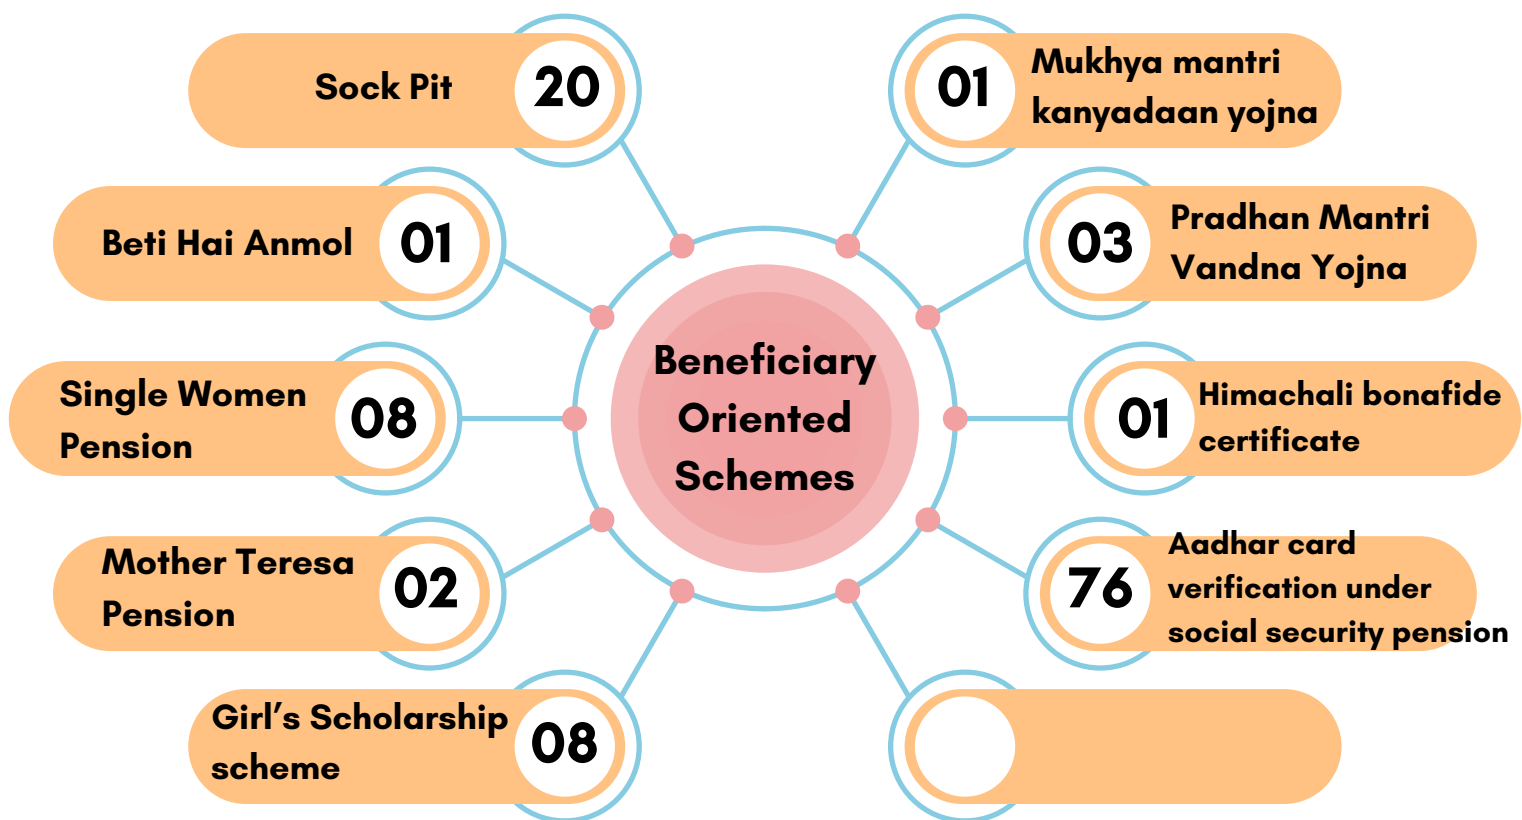 Beneficiary
Oriented
Schemes
Sock Pit
20
Beti Hai Anmol
01
Single Women
Pension
08
Mother Teresa
Pension
02
Girl’s Scholarship
scheme
08
01
Mukhya mantri
kanyadaan yojna
03
Pradhan Mantri
Vandna Yojna
01
Himachali bonafide
certificate
76
Aadhar card
verification under
social security pension